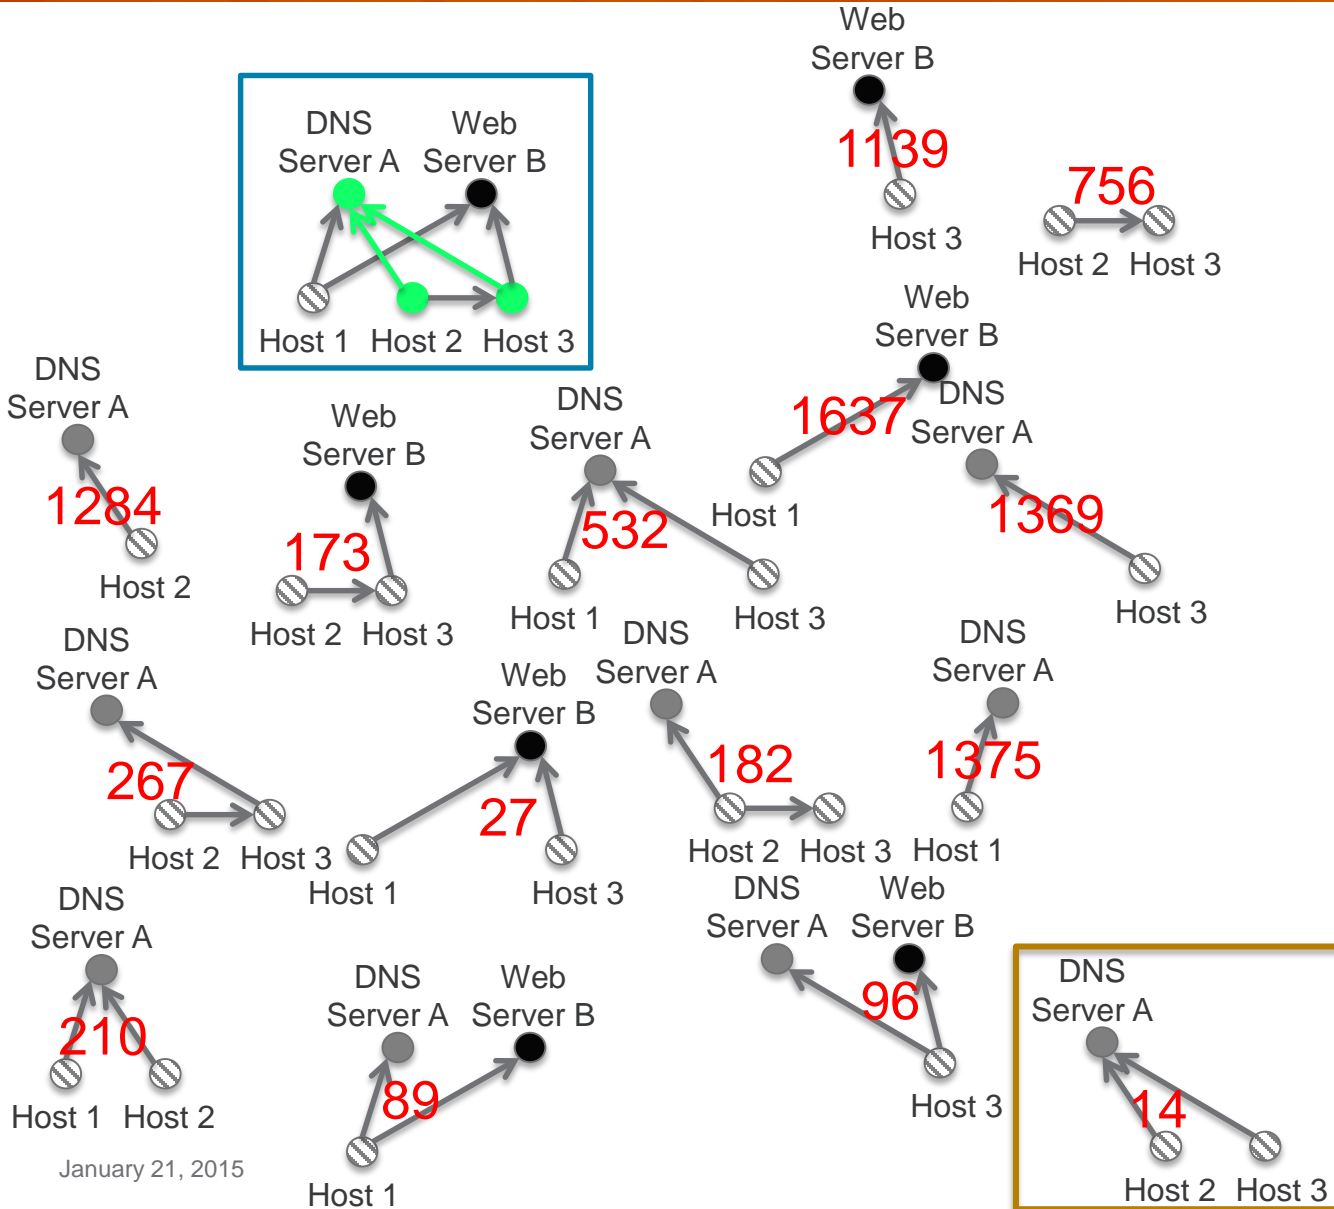 Web
Server B
1139
Host 3
756
Host 2 Host 3
DNS
Server A
Web
Server B
Host 1 Host 2 Host 3
DNS
Server A
1284
Host 2
Web
Server B
173
Host 2 Host 3
DNS
Server A
532
Host 1
Host 3
Web
Server B
1637
Host 1
DNS
Server A
1369
Host 3
DNS
Server A
267
Host 2 Host 3
Web
Server B
27
Host 1
Host 3
DNS
Server A
182
Host 2 Host 3
DNS
Server A
1375
Host 1
DNS
Server A
210
Host 1 Host 2
DNS
Server A
Web
Server B
89
Host 1
DNS
Server A
Web
Server B
96
Host 3
DNS
Server A
14
Host 2 Host 3
January 21, 2015